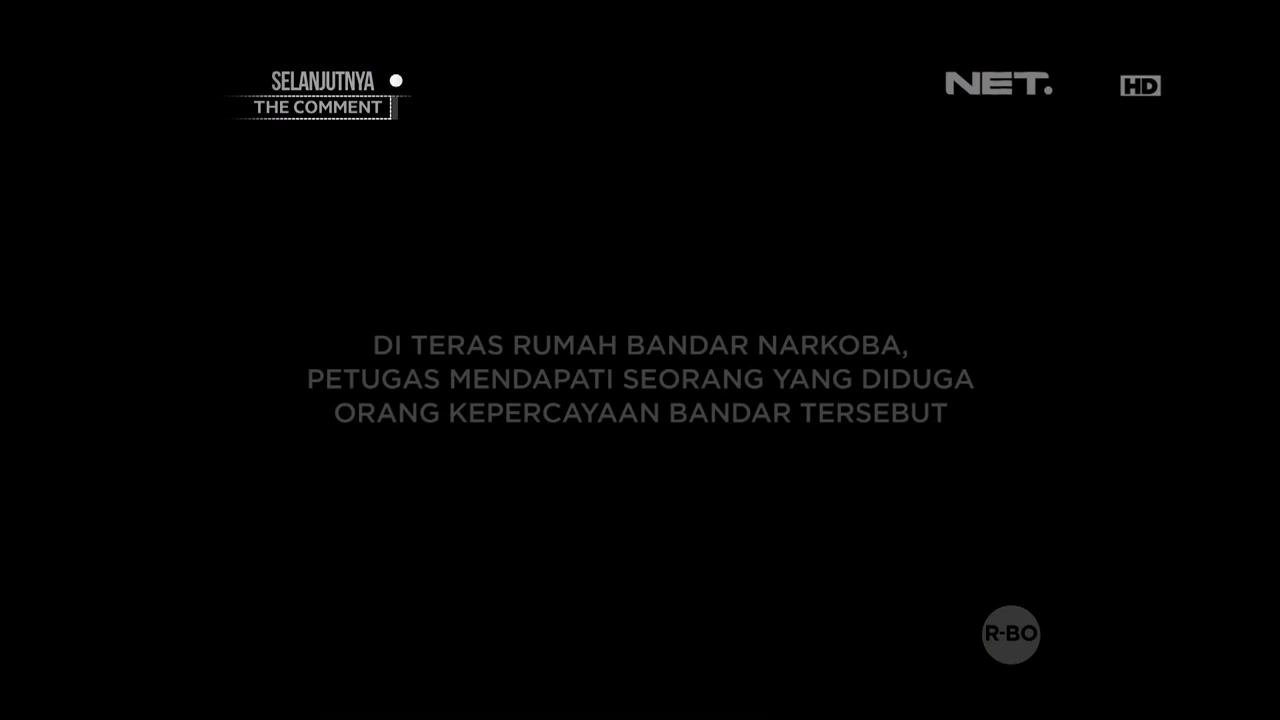 SELANJUTNYA
THE COMMENT
NET.
HD
DI TERAS RUMAH BANDAR NARKOBA,
PETUGAS MENDAPATI SEORANG YANG DIDUGA
ORANG KEPERCAYAAN BANDAR TERSEBUT
R-BO